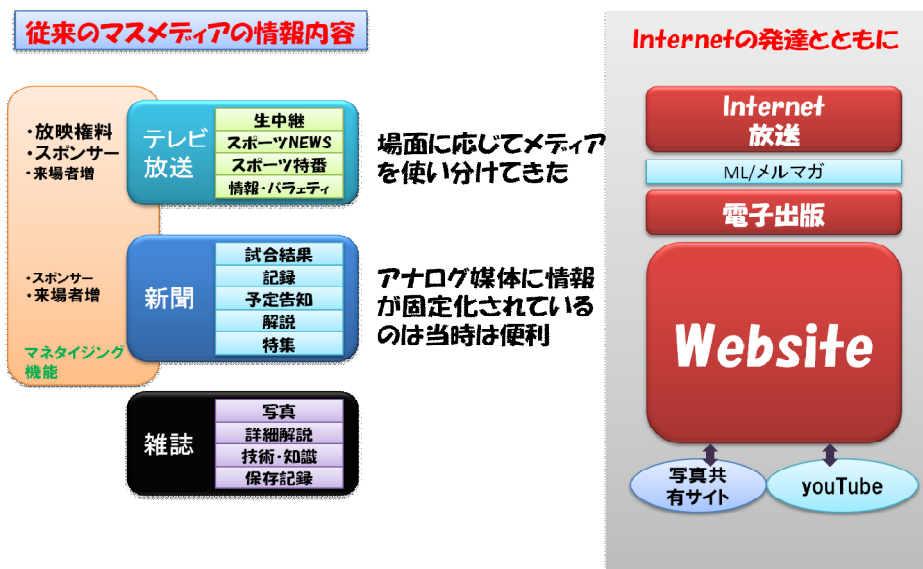 従来のマスメディアの情報内容
・放映権料
・スポンサー
・来場者増
テレビ
放送
生中継
スポーツNEWS
スポーツ特番
情報・バラエティ
場面に応じてメディア
を使い分けてきた
・スポンサー
・来場者増
マネタイジング
機能
新聞
試合結果
記録
予定告知
解説
特集
アナログ媒体に情報
が固定化されている
のは当時は便利
雑誌
写真
詳細解説
技術・知識
保存記録
Internetの発達とともに
Internet
放送
ML/メルマガ
電子出版
Website
写真共
有サイト
youTube